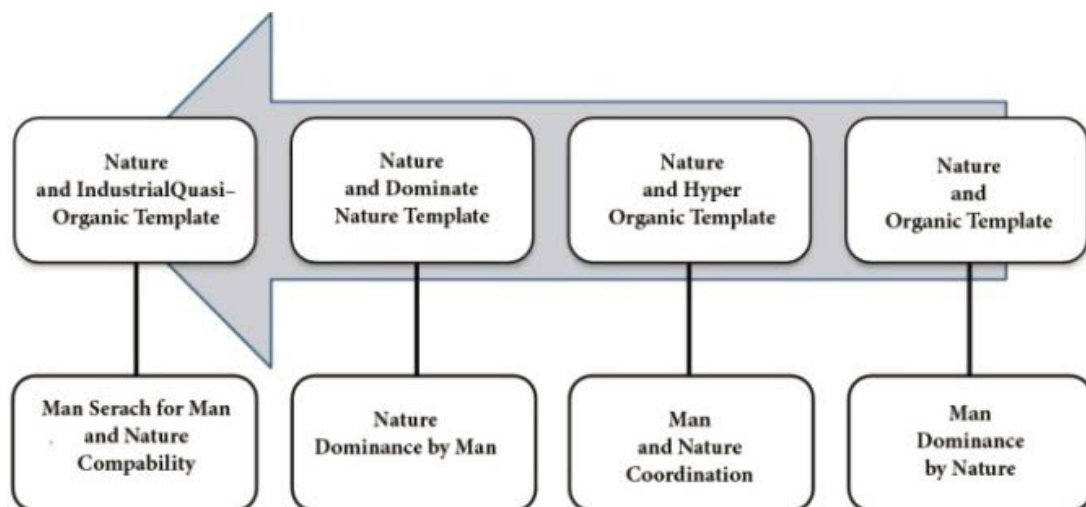 Nature
and IndustrialQuasi–
Organic Template
Nature
and Dominate
Nature Template
Nature
and Hyper
Organic Template
Nature
and
Organic Template
Man Serach for Man
and Nature
Compability
Nature
Dominance by Man
Man
and Nature
Coordination
Man
Dominance
by Nature